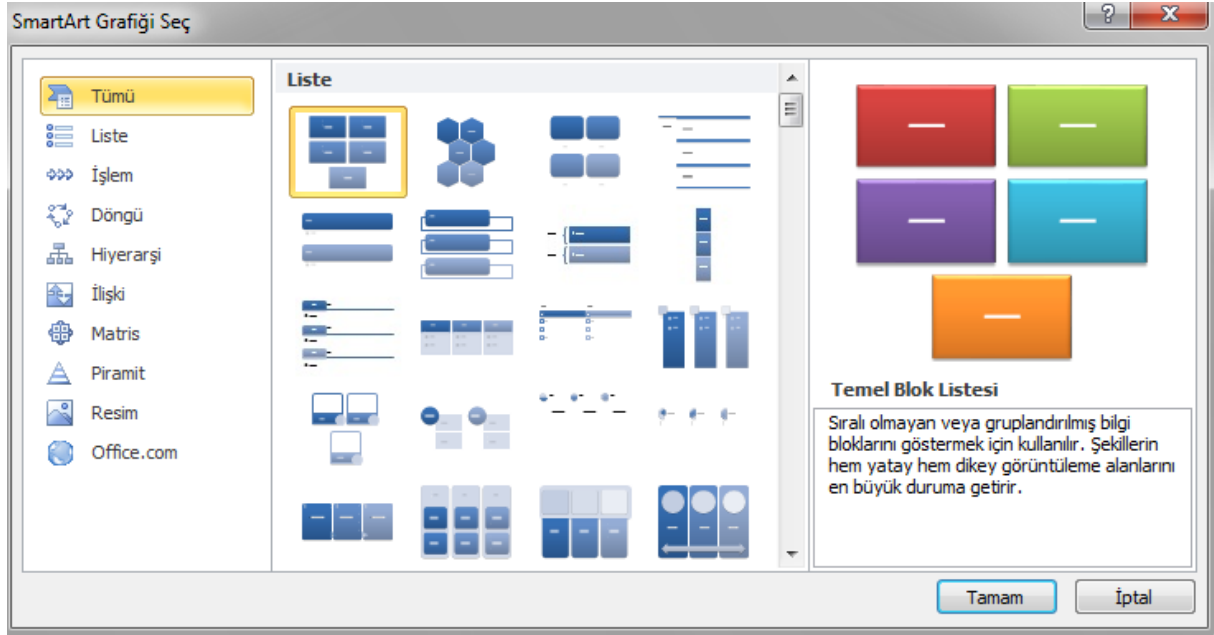 SmartArt Grafiği Seç
Tümü
Liste
İşlem
Döngü
Hiyerarşi
İlişki
Matris
Piramit
Resim
Office.com
Liste
Temel Blok Listesi
Sıralı olmayan veya gruplandırılmış bilgi
bloklarını göstermek için kullanılır. Şekillerin
hem yatay hem dikey görüntüleme alanlarını
en büyük duruma getirir.
Tamam
İptal